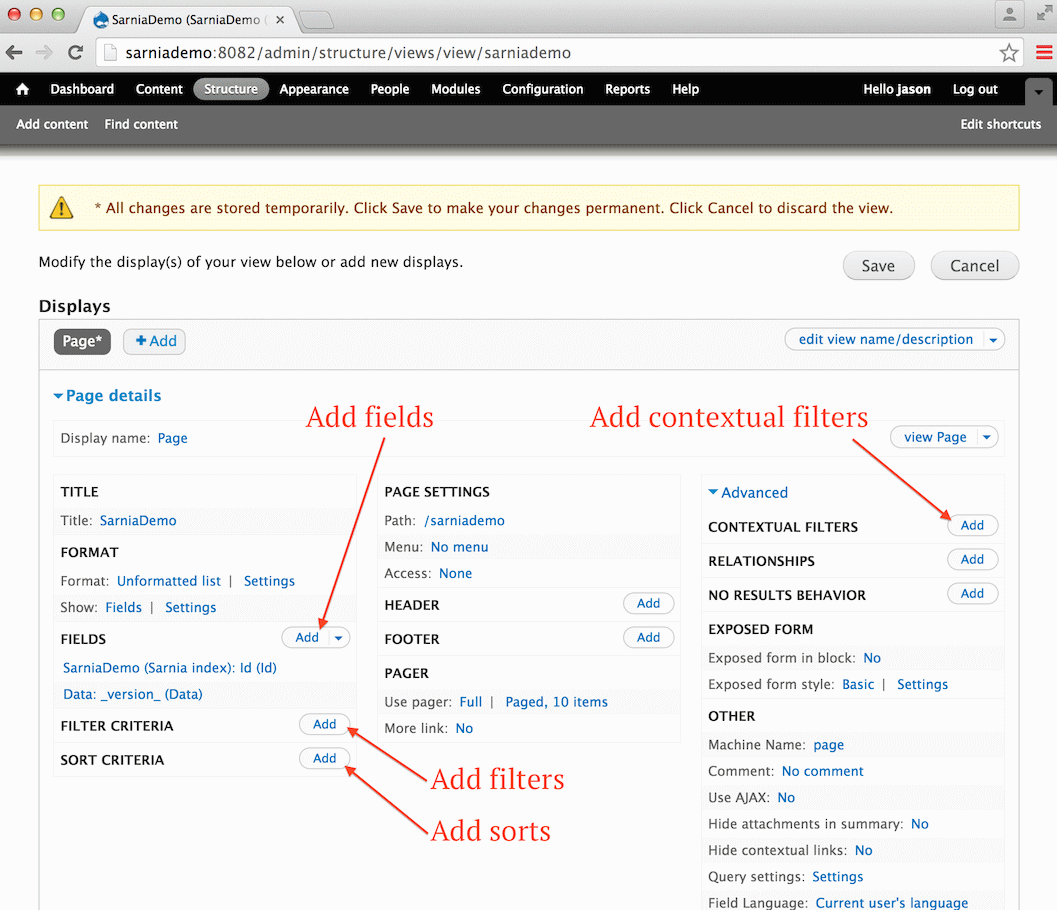 SarniaDemo (SarniaDemo (
sarniademo:8082/admin/structure/views/view/sarniademo
Dashboard Content Structure Appearance People Modules Configuration Reports Help Hello jason Log out
Add content Find content Edit shortcuts
* All changes are stored temporarily. Click Save to make your changes permanent. Click Cancel to discard the view.
Modify the display(s) of your view below or add new displays.
Save Cancel
Displays
Page* +Add edit view name/description
Page details
Add fields
Add contextual filters
Display name: Page
view Page
TITLE
Title: SarniaDemo
FORMAT
Format: Unformatted list | Settings
Show: Fields | Settings
FIELDS Add
SarniaDemo (Sarnia index): Id (Id)
Data: _version_ (Data)
FILTER CRITERIA Add
SORT CRITERIA Add
Add filters
Add sorts
PAGE SETTINGS
Path: /sarniademo
Menu: No menu
Access: None
HEADER Add
FOOTER Add
PAGER
Use pager: Full | Paged, 10 items
More link: No
Advanced
CONTEXTUAL FILTERS Add
RELATIONSHIPS Add
NO RESULTS BEHAVIOR Add
EXPOSED FORM
Exposed form in block: No
Exposed form style: Basic | Settings
OTHER
Machine Name: page
Comment: No comment
Use AJAX: No
Hide attachments in summary: No
Hide contextual links: No
Query settings: Settings
Field Language: Current user's language